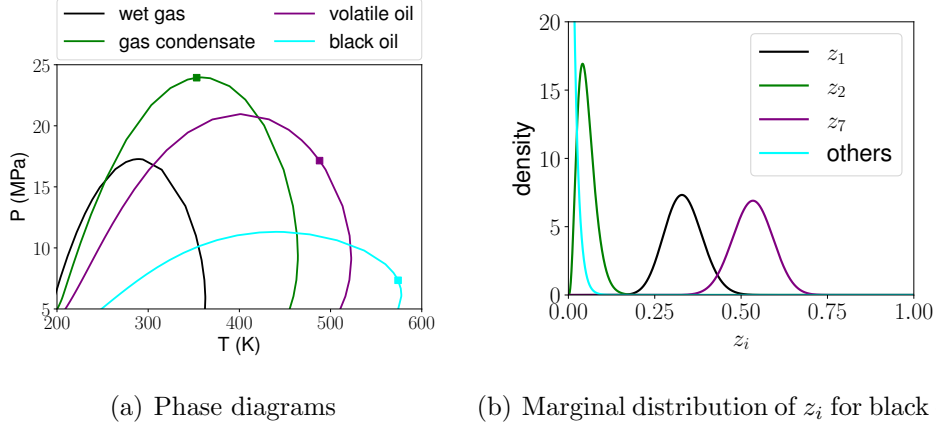 wet gas
gas condensate
volatile oil
black oil
25
20
15
10
5
P (MPa)
200
300
400
500
600
T (K)
20
15
10
5
0
density
z₁
z₂
z₇
others
0.00
0.25
0.50
0.75
1.00
zᵢ
(a) Phase diagrams
(b) Marginal distribution of zᵢ for black